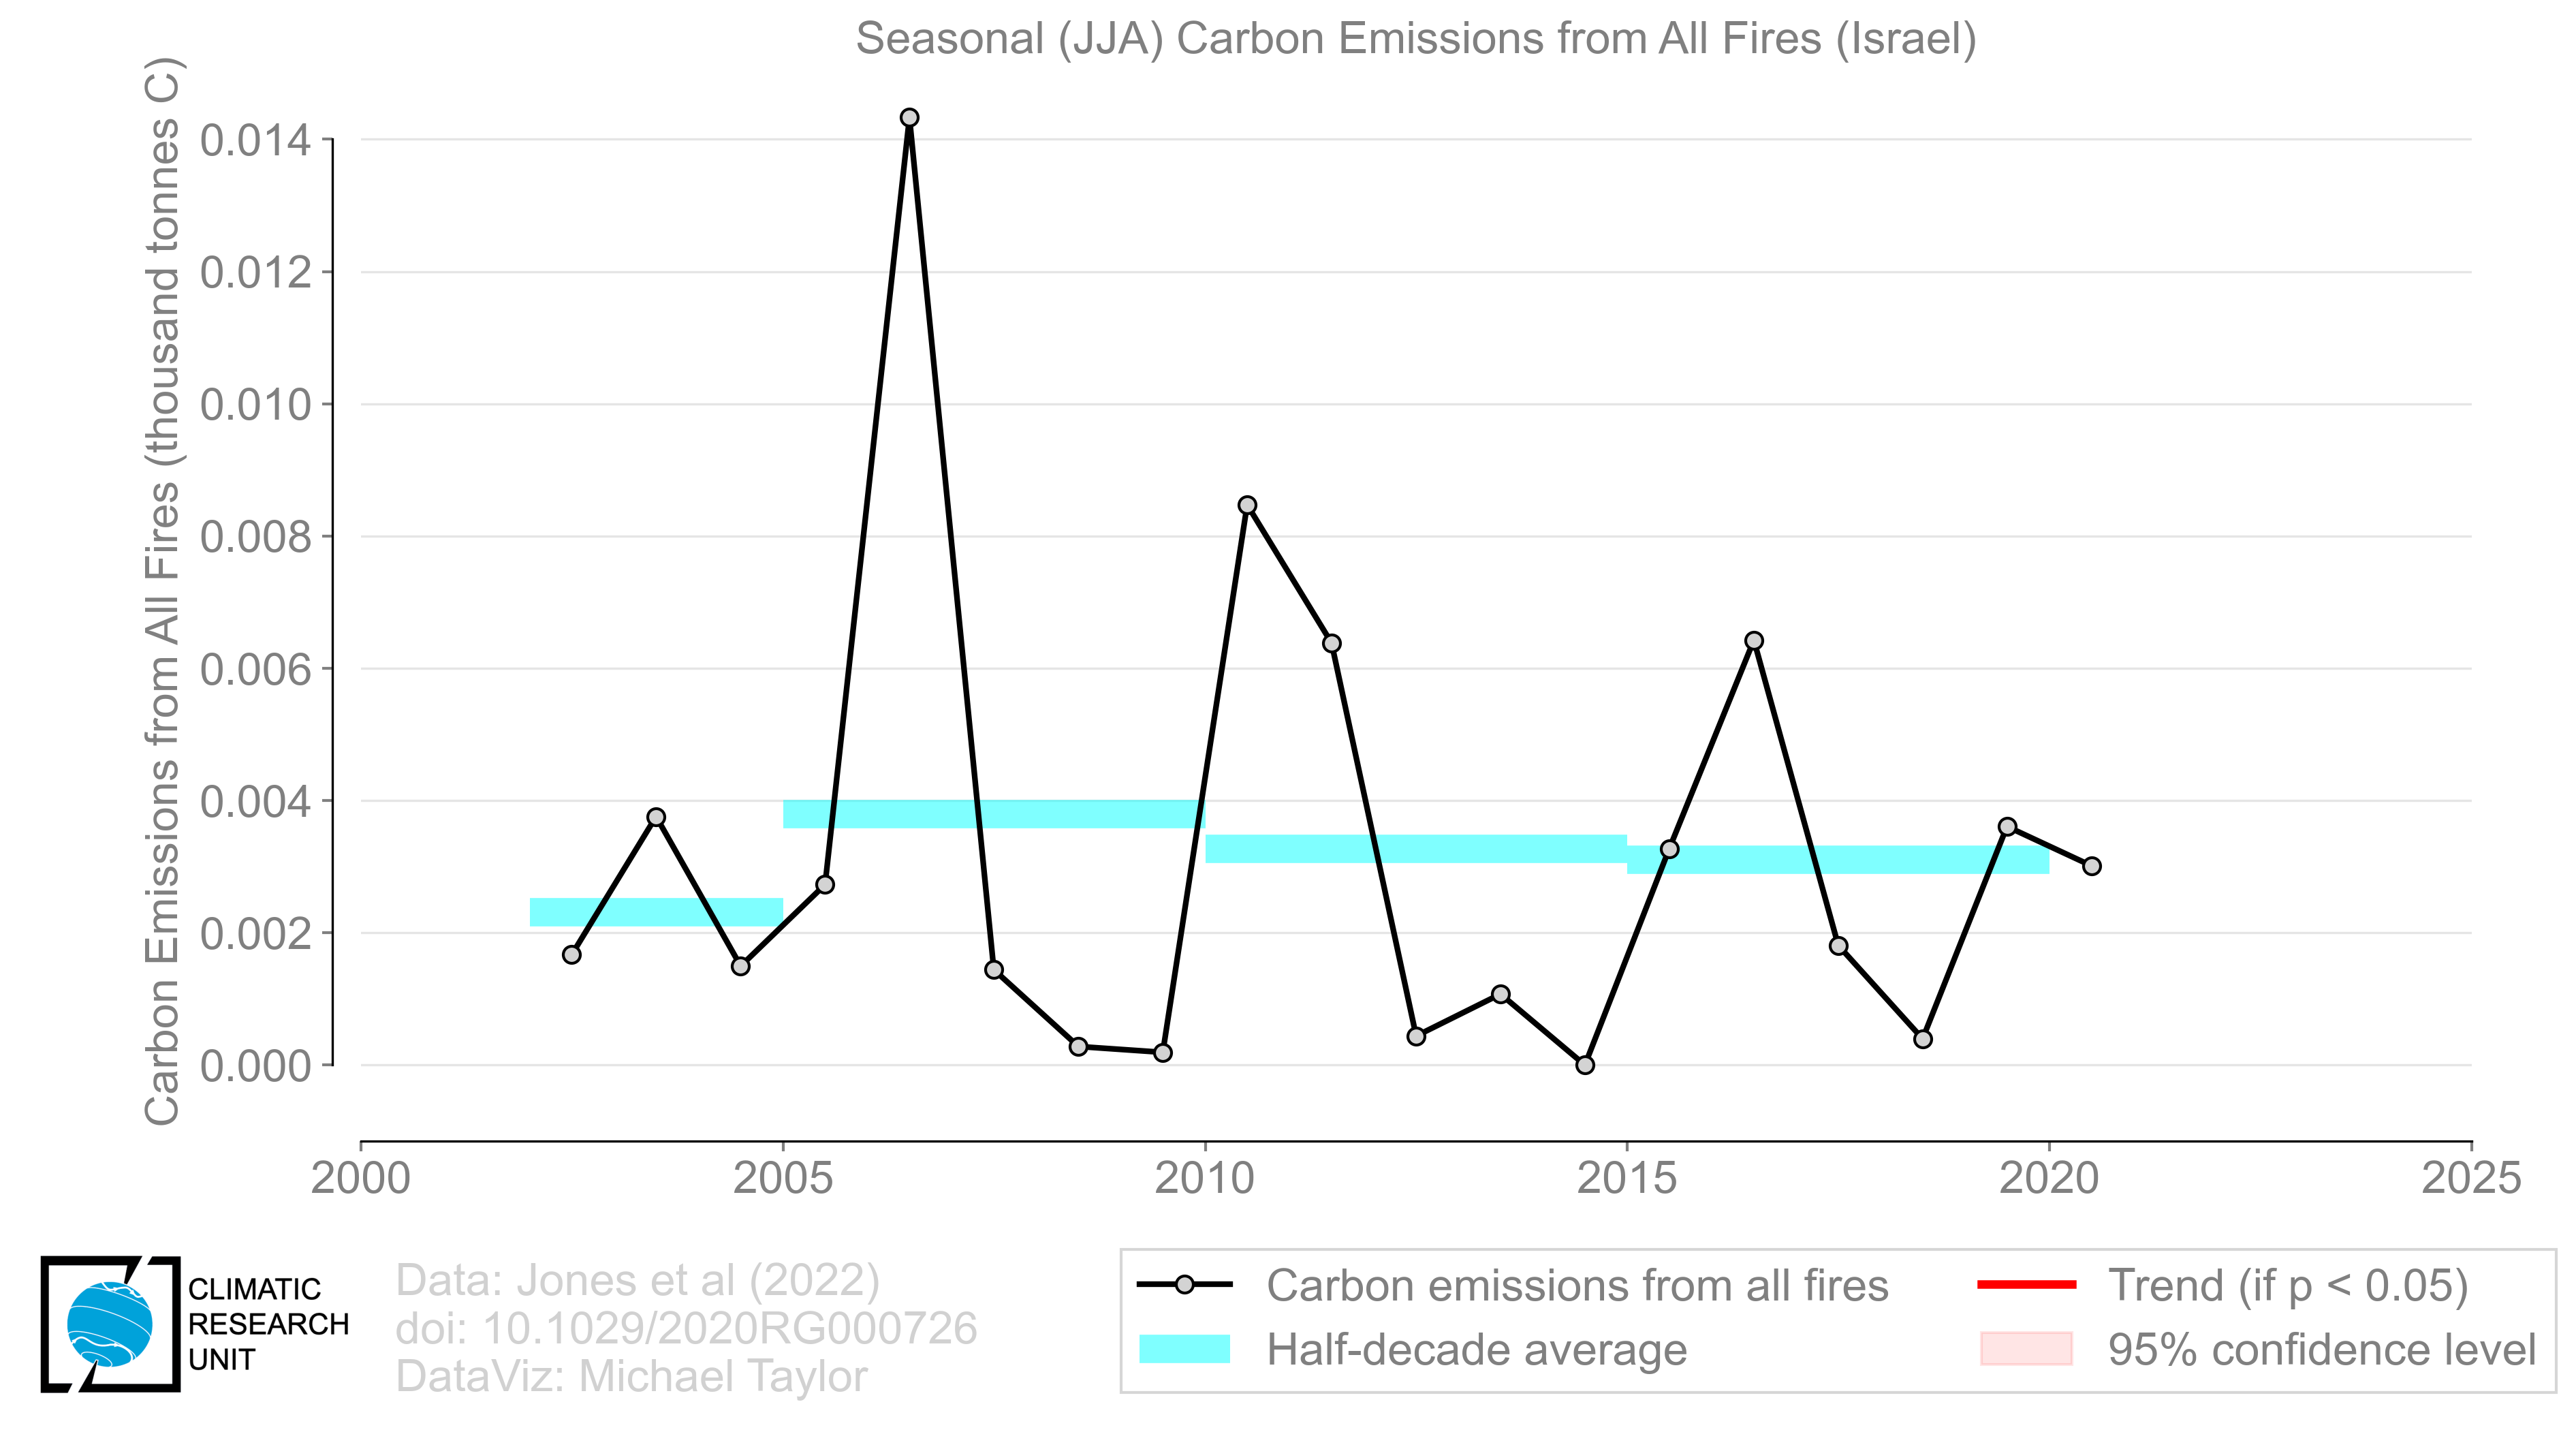 Seasonal (JJA) Carbon Emissions from All Fires (Israel)
Carbon Emissions from All Fires (thousand tonnes C)
0.014
0.012
0.010
0.008
0.006
0.004
0.002
0.000
2000 2005 2010 2015 2020 2025
CLIMATIC
RESEARCH
UNIT
Data: Jones et al (2022)
doi: 10.1029/2020RG000726
DataViz: Michael Taylor
Carbon emissions from all fires
Half-decade average
Trend (if p < 0.05)
95% confidence level